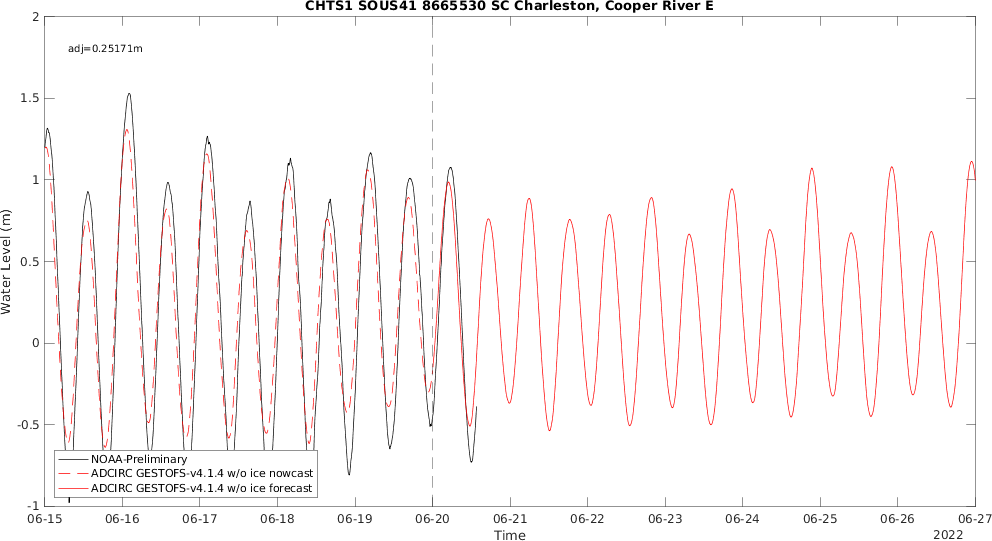 CHTS1 SOUS41 8665530 SC Charleston, Cooper River E
adj=0.25171m
2
1.5
1
0.5
0
-0.5
-1
Water Level (m)
NOAA-Preliminary
ADCIRC GESTOFS-v4.1.4 w/o ice nowcast
ADCIRC GESTOFS-v4.1.4 w/o ice forecast
06-15 06-16 06-17 06-18 06-19 06-20 06-21 06-22 06-23 06-24 06-25 06-26 06-27
Time
2022